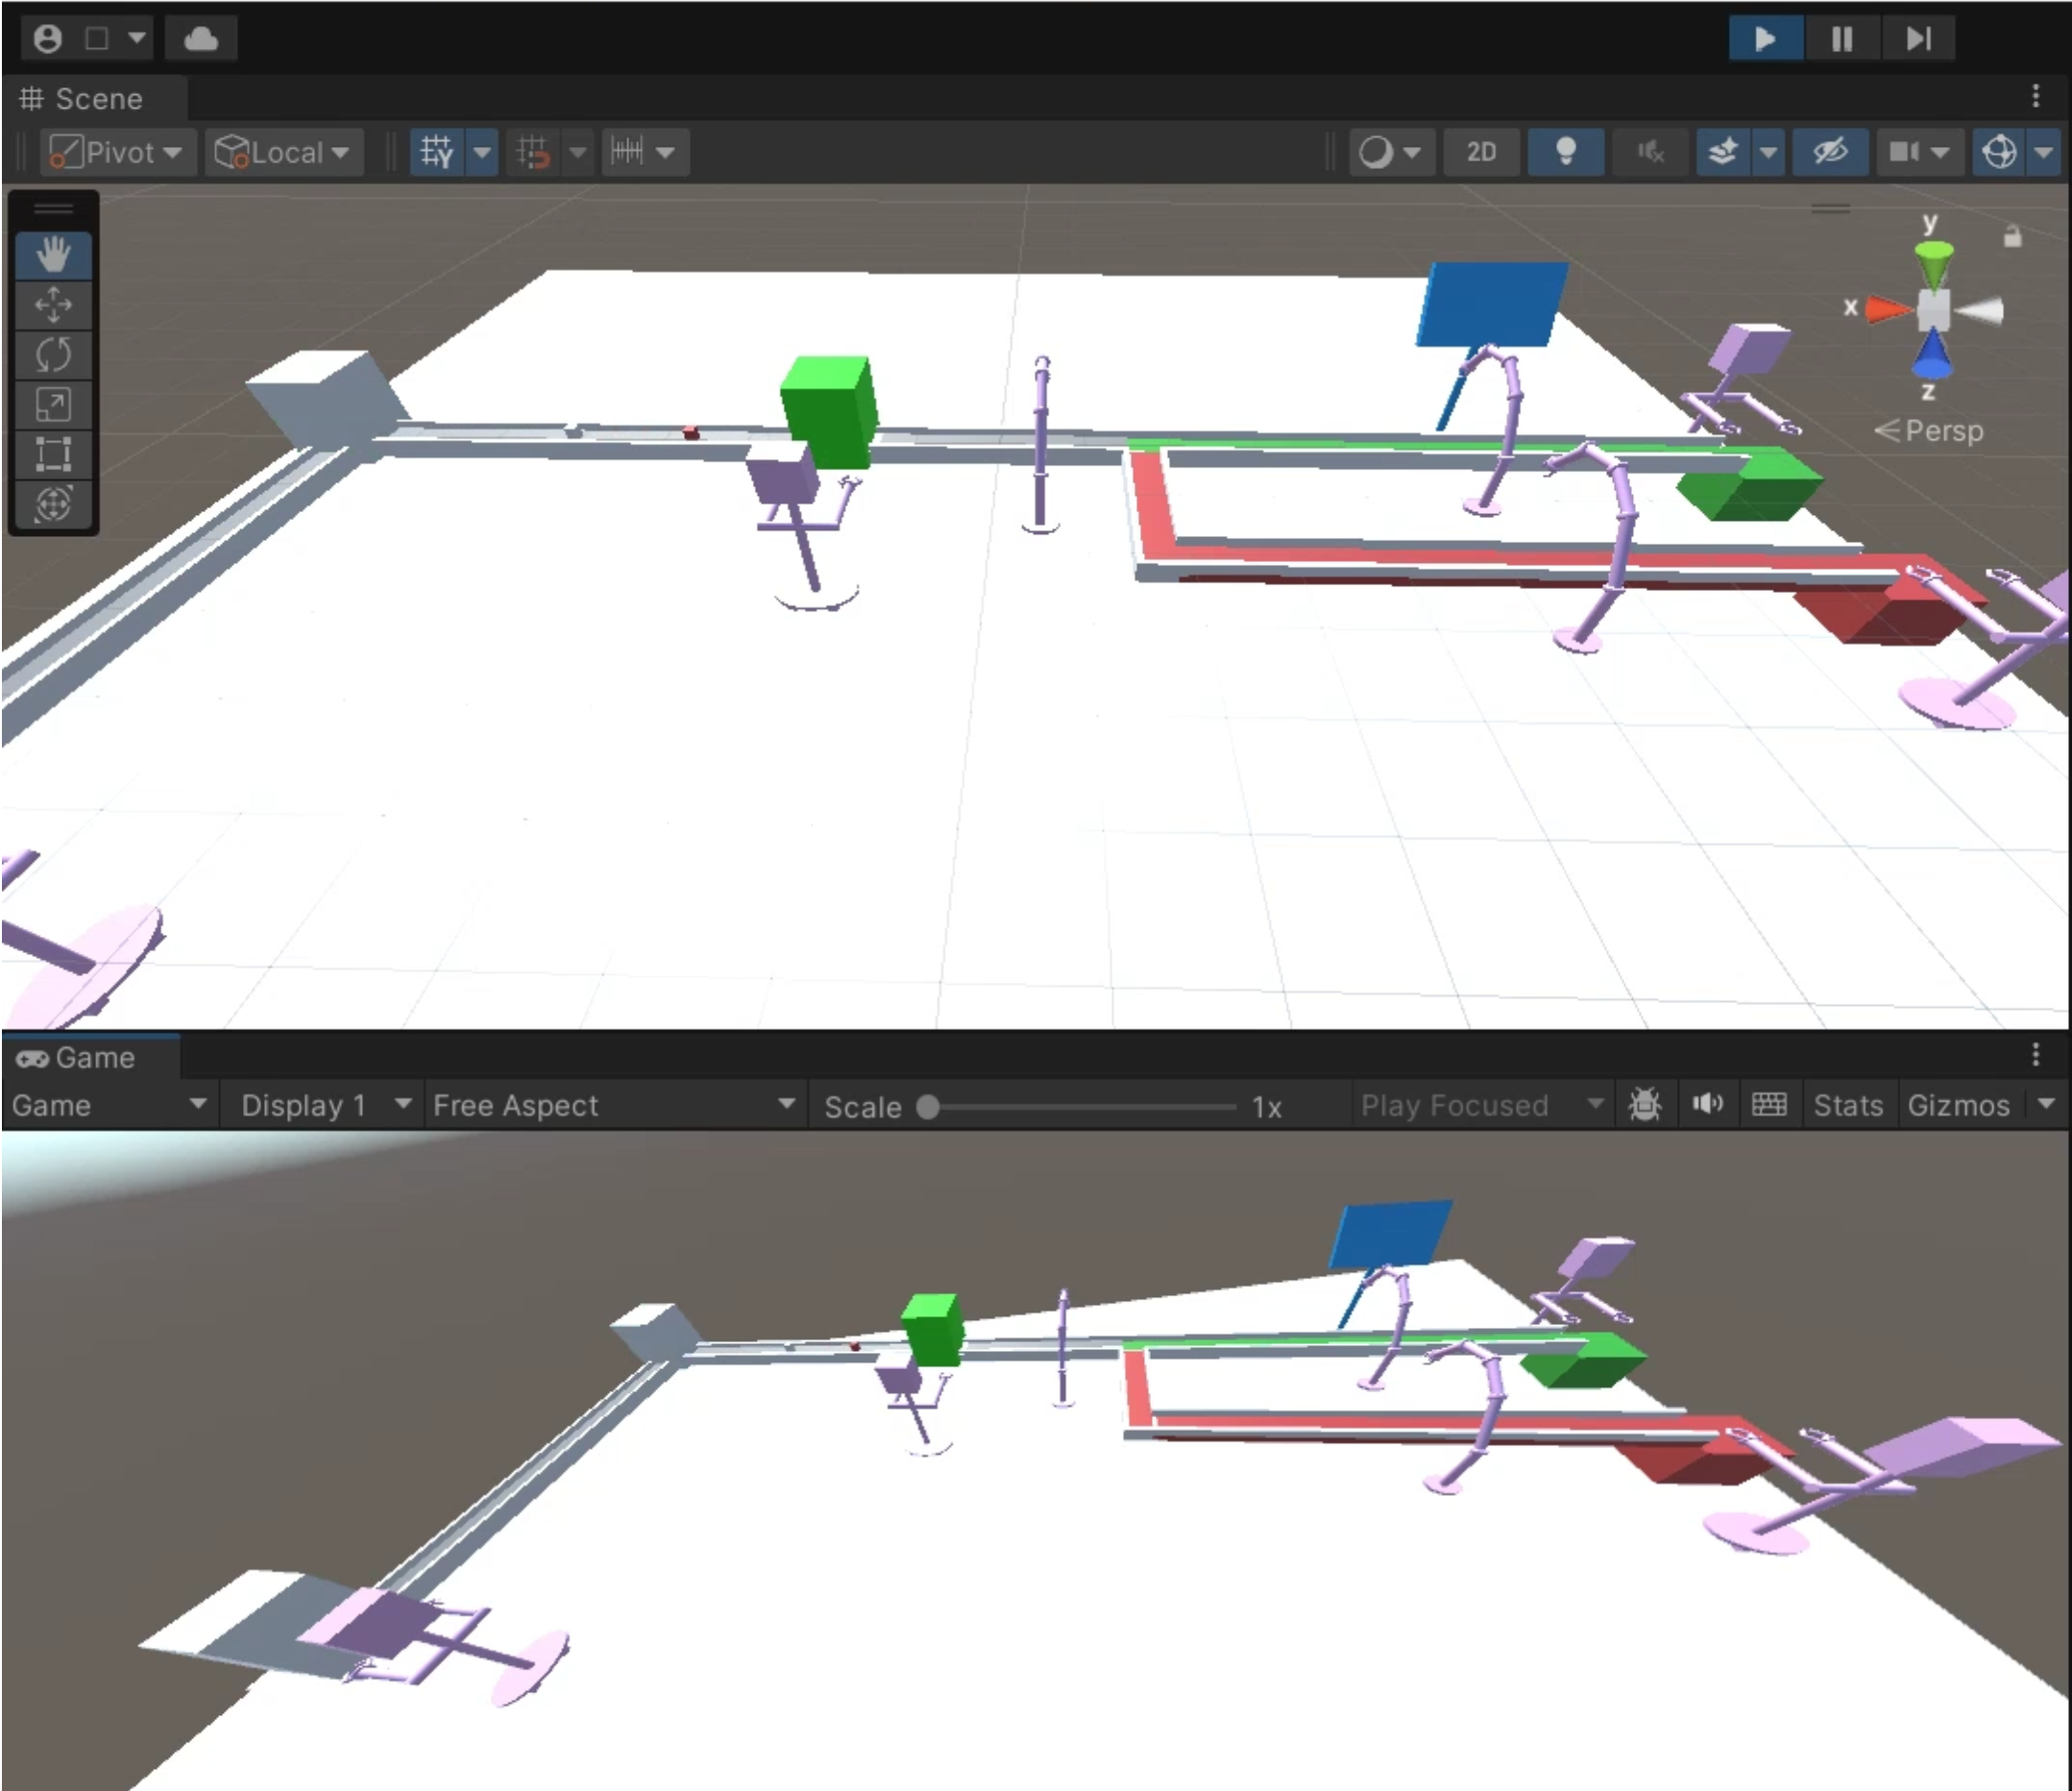 Scene
Pivot Local 2D
y
x
z
Persp
Game
Game Display 1 Free Aspect Scale 1x Play Focused Stats Gizmos